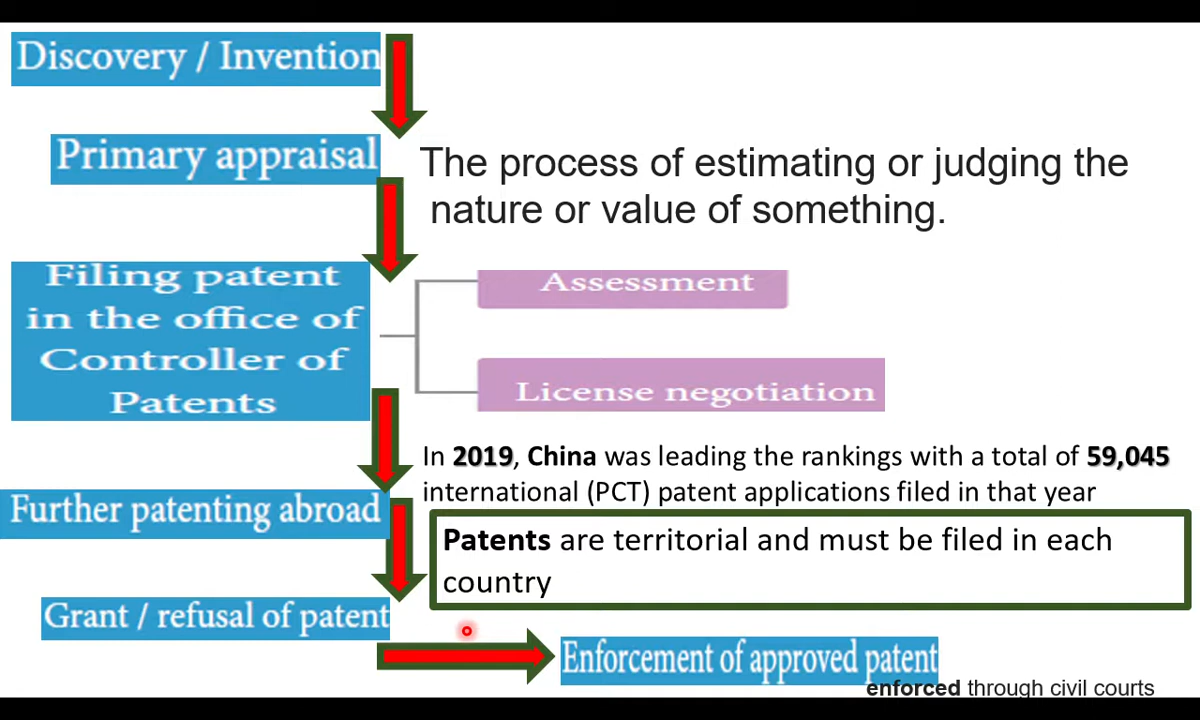 Discovery / Invention
Primary appraisal
The process of estimating or judging the
nature or value of something.
Filing patent
in the office of
Controller of
Patents
Assessment
License negotiation
In 2019, China was leading the rankings with a total of 59,045
international (PCT) patent applications filed in that year
Further patenting abroad
Patents are territorial and must be filed in each
country
Grant / refusal of patent
Enforcement of approved patent
enforced through civil courts